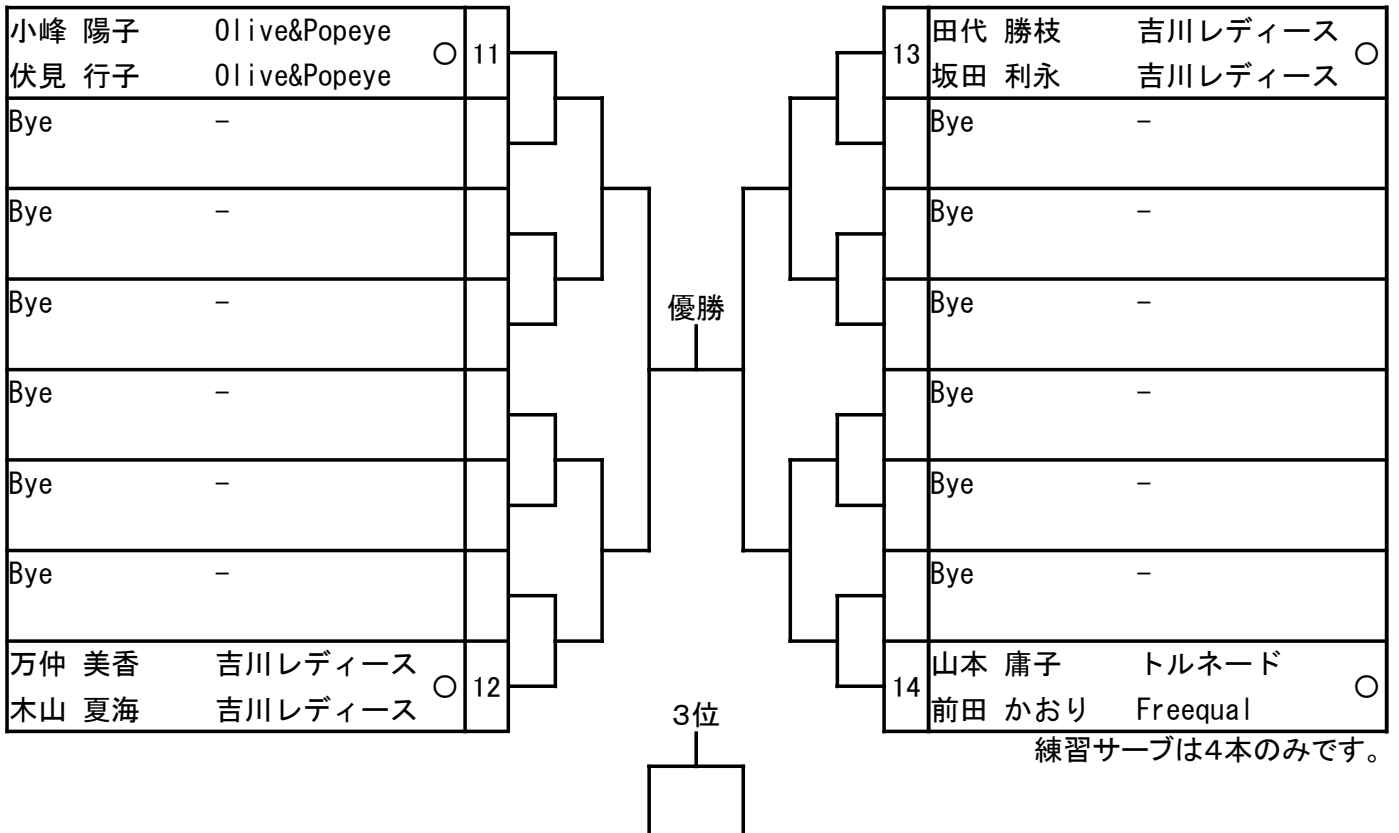 小峰 陽子 Olive&Popeye ○ 11
伏見 行子 Olive&Popeye
Bye -
Bye -
Bye -
Bye -
Bye -
Bye -
万仲 美香 吉川レディース ○ 12
木山 夏海 吉川レディース
優勝
3位
13 田代 勝枝 吉川レディース ○
坂田 利永 吉川レディース
Bye -
Bye -
Bye -
Bye -
Bye -
Bye -
14 山本 庸子 トルネード ○
前田 かおり Freequal
練習サーブは4本のみです。